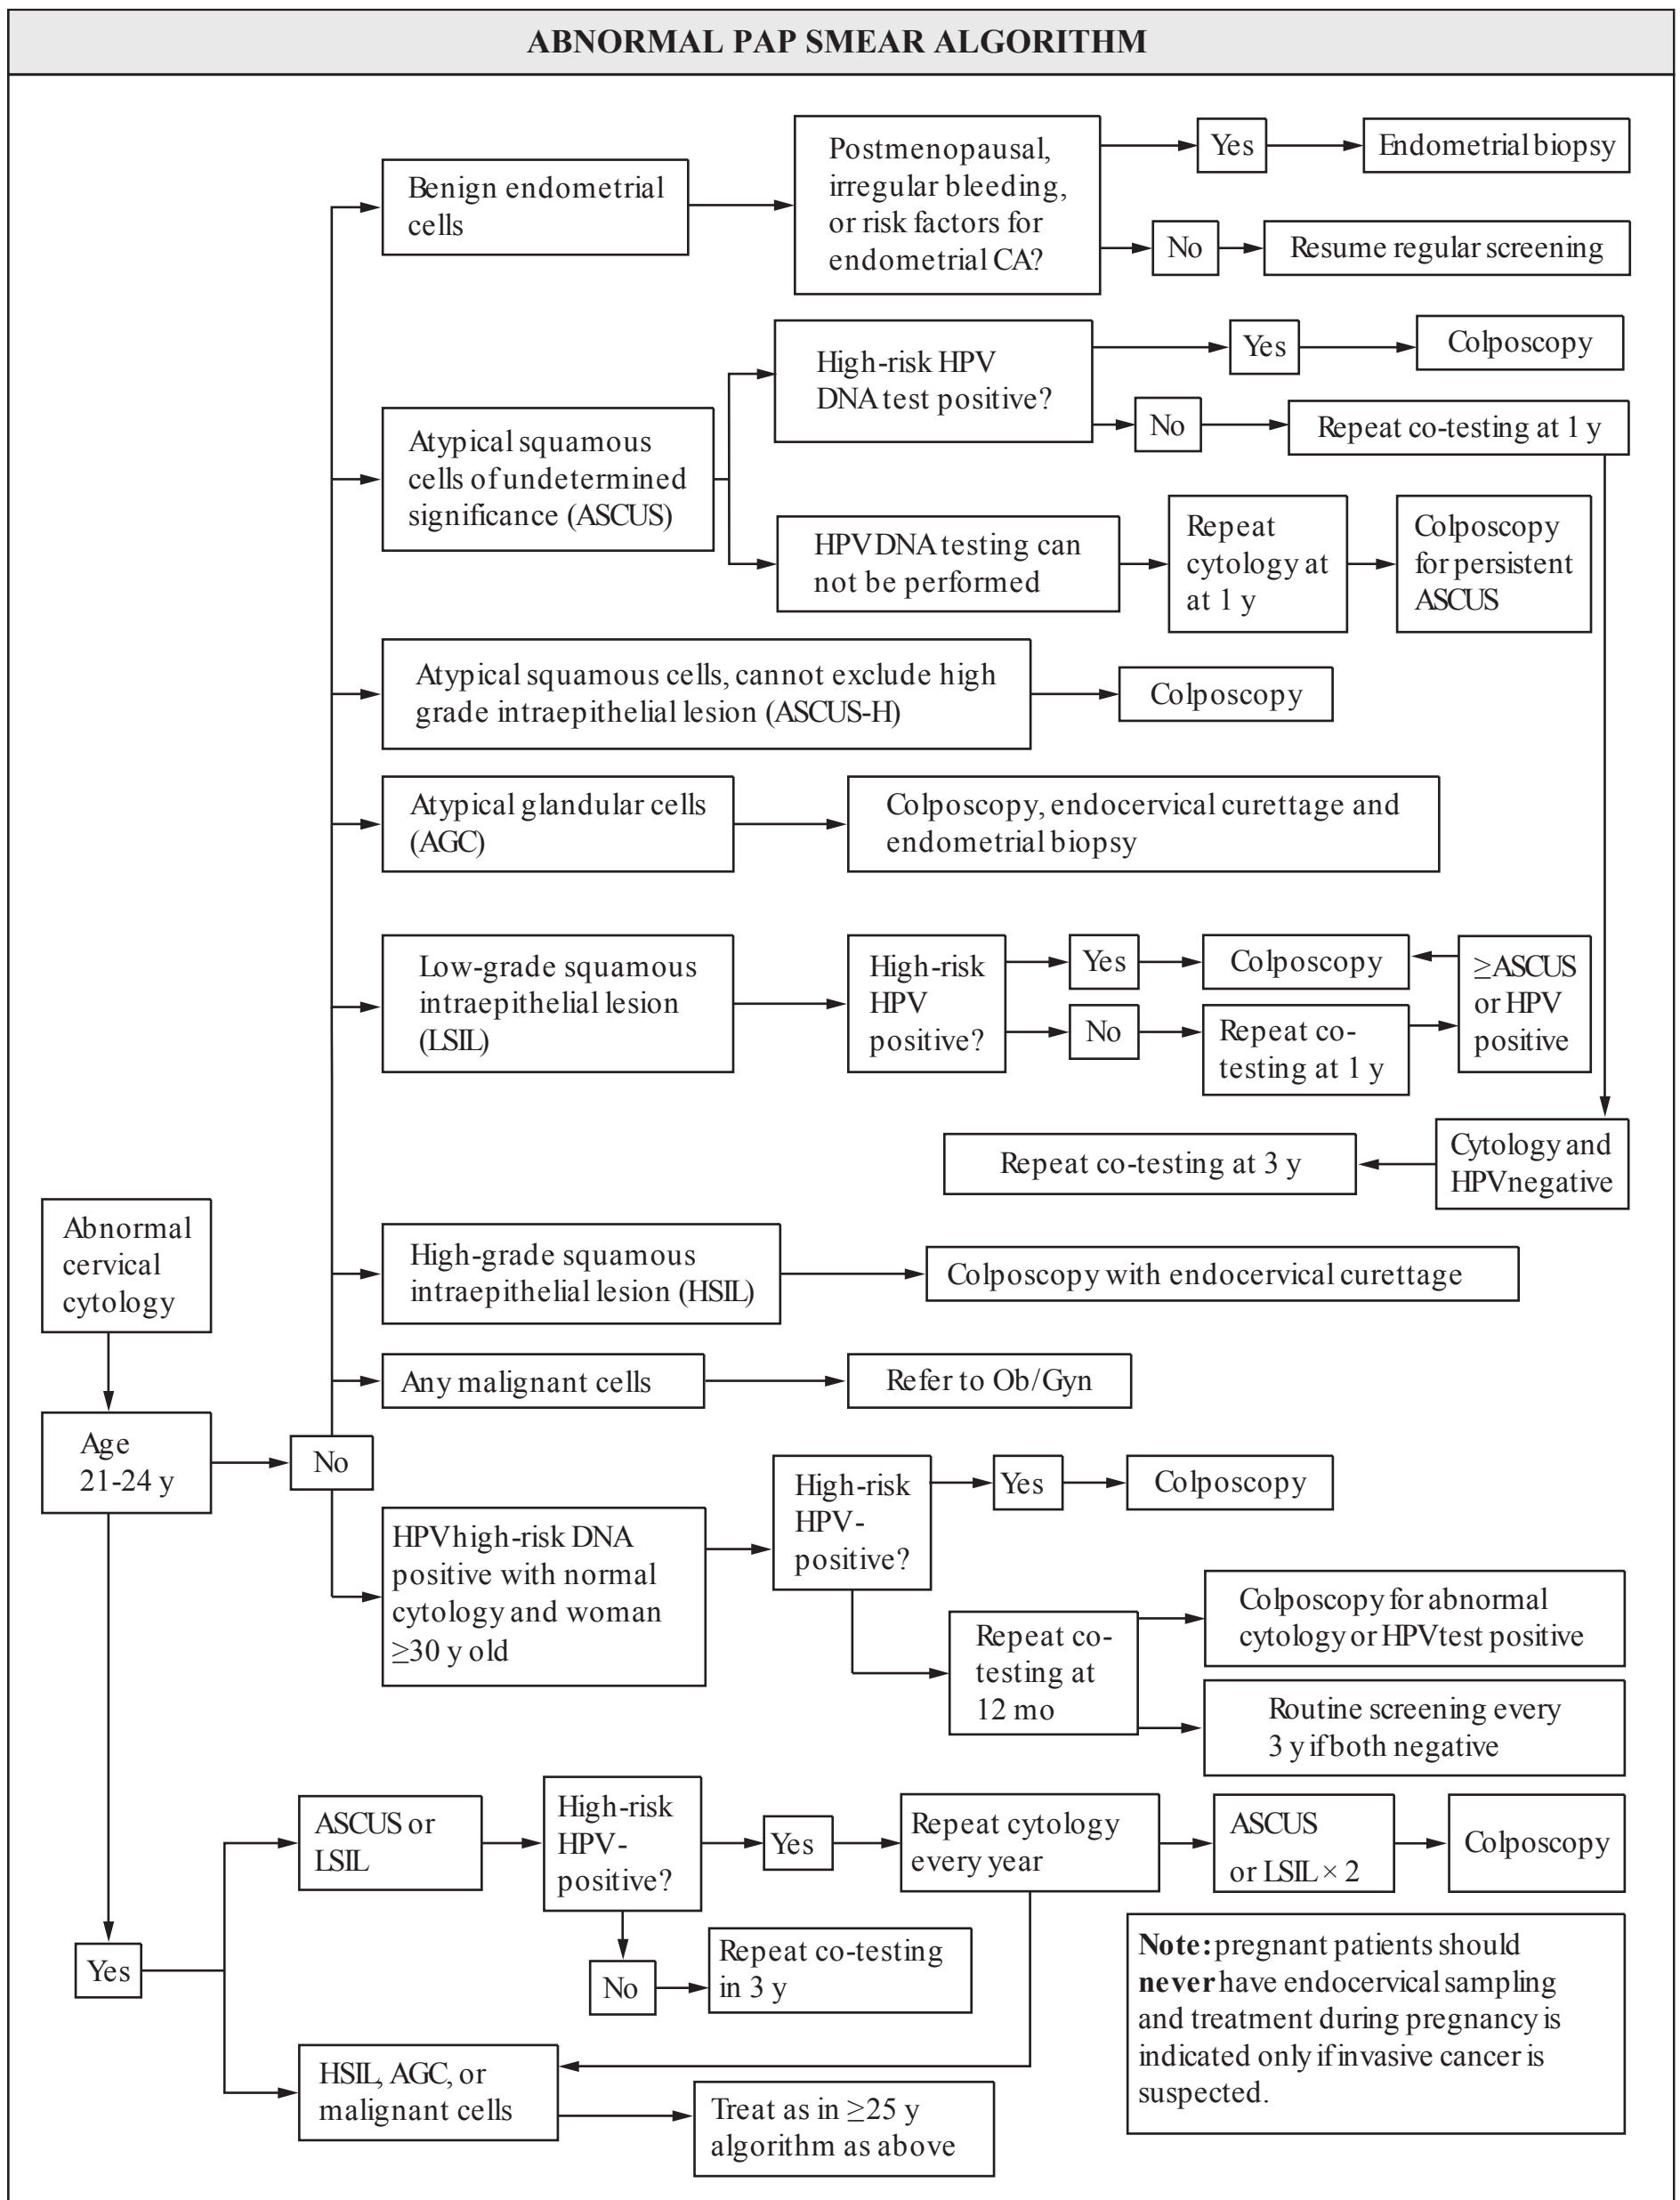 ABNORMAL PAP SMEAR ALGORITHM
Benign endometrial
cells
Postmenopausal,
irregular bleeding,
or risk factors for
endometrial CA?
Yes
Endometrial biopsy
No
Resume regular screening
Atypical squamous
cells of undetermined
significance (ASCUS)
High-risk HPV
DNA test positive?
Yes
Colposcopy
No
Repeat co-testing at 1 y
HPV DNA testing can
not be performed
Repeat
cytology at
at 1 y
Colposcopy
for persistent
ASCUS
Atypical squamous cells, cannot exclude high
grade intraepithelial lesion (ASCUS-H)
Colposcopy
Atypical glandular cells
(AGC)
Colposcopy, endocervical curettage and
endometrial biopsy
Low-grade squamous
intraepithelial lesion
(LSIL)
High-risk
HPV
positive?
Yes
Colposcopy
No
Repeat co-
testing at 1 y
≥ASCUS
or HPV
positive
Cytology and
HPV negative
Repeat co-testing at 3 y
Abnormal
cervical
cytology
High-grade squamous
intraepithelial lesion (HSIL)
Colposcopy with endocervical curettage
Any malignant cells
Refer to Ob/Gyn
Age
21-24 y
No
HPV high-risk DNA
positive with normal
cytology and woman
≥30 y old
High-risk
HPV-
positive?
Yes
Colposcopy
Repeat co-
testing at
12 mo
Colposcopy for abnormal
cytology or HPV test positive
Routine screening every
3 y if both negative
Yes
ASCUS or
LSIL
High-risk
HPV-
positive?
Yes
Repeat cytology
every year
ASCUS
or LSIL × 2
Colposcopy
No
Repeat co-testing
in 3 y
HSIL, AGC, or
malignant cells
Treat as in ≥25 y
algorithm as above
Note: pregnant patients should
never have endocervical sampling
and treatment during pregnancy is
indicated only if invasive cancer is
suspected.